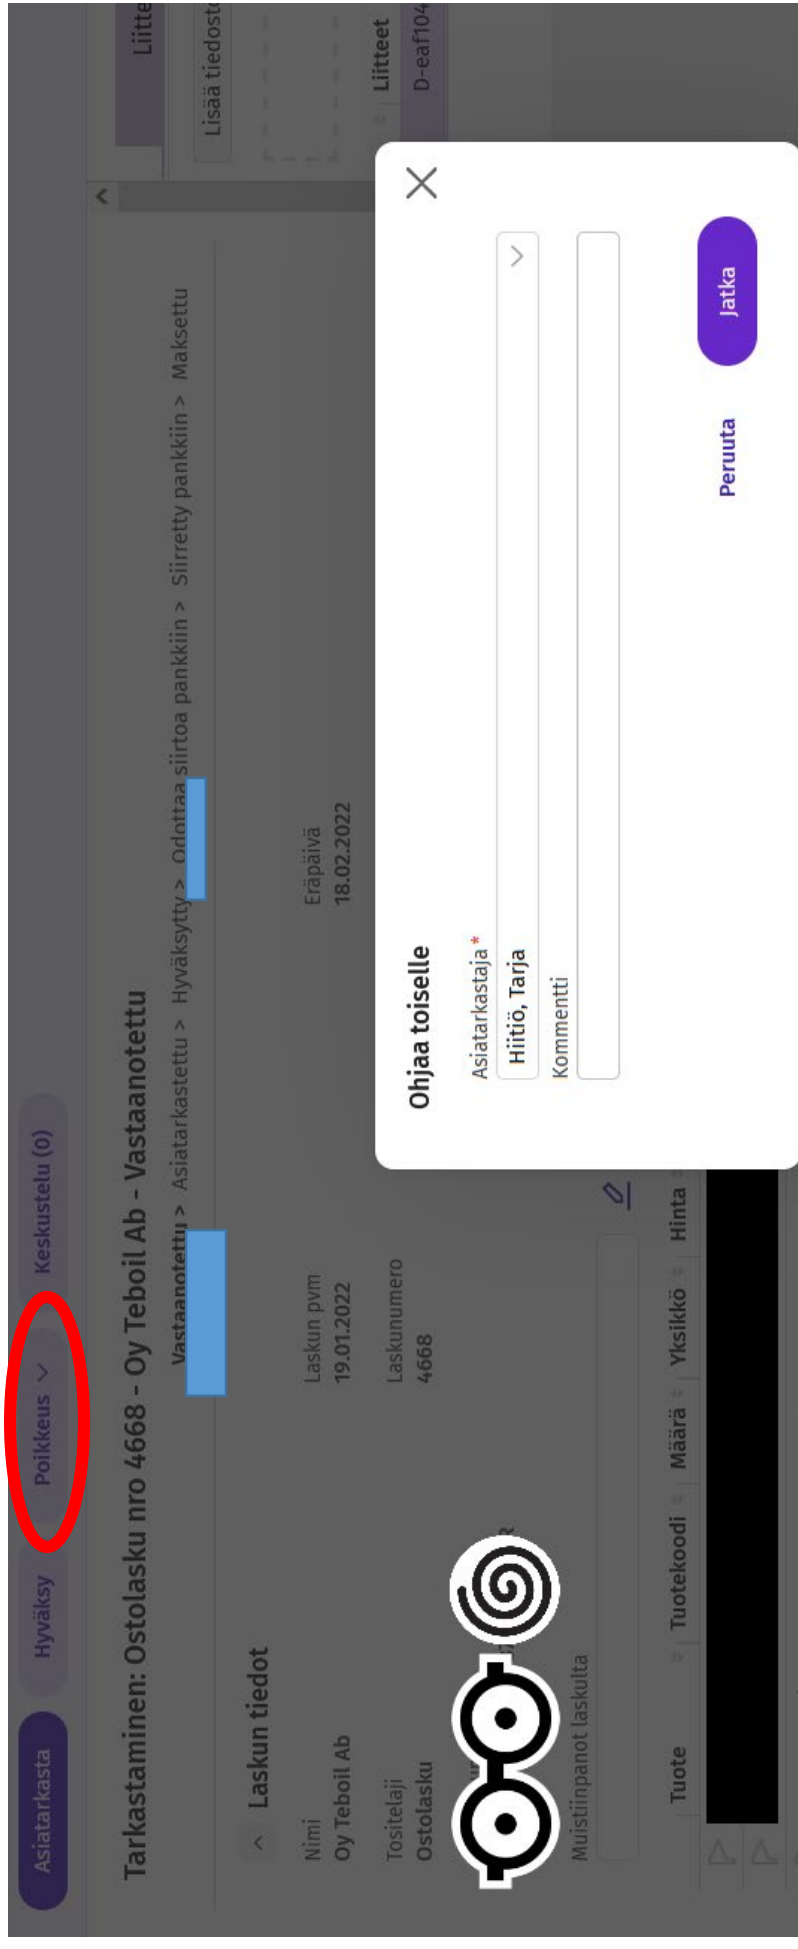 Asiatarkasta
Hyväksy
Poikkeus
Keskustelu (0)
Tarkastaminen: Ostolasku nro 4668 - Oy Teboil Ab - Vastaanotettu
Vastaanotettu > Asiatarkastettu > Hyväksytty > Odottaa siirtoa pankkiin > Siirretty pankkiin > Maksettu
Laskun tiedot
Nimi
Oy Teboil Ab
Laskun pvm
19.01.2022
Eräpäivä
18.02.2022
Tositelaji
Ostolasku
Laskunumero
4668
Muistiinpanot laskulta
Tuote
Tuotekoodi
Määrä
Yksikkö
Hinta
Liitte
Lisää tiedosto
Liitteet
D-eaf104
Ohjaa toiselle
Asiatarkastaja *
Hiitiö, Tarja
Kommentti
Peruuta
Jatka